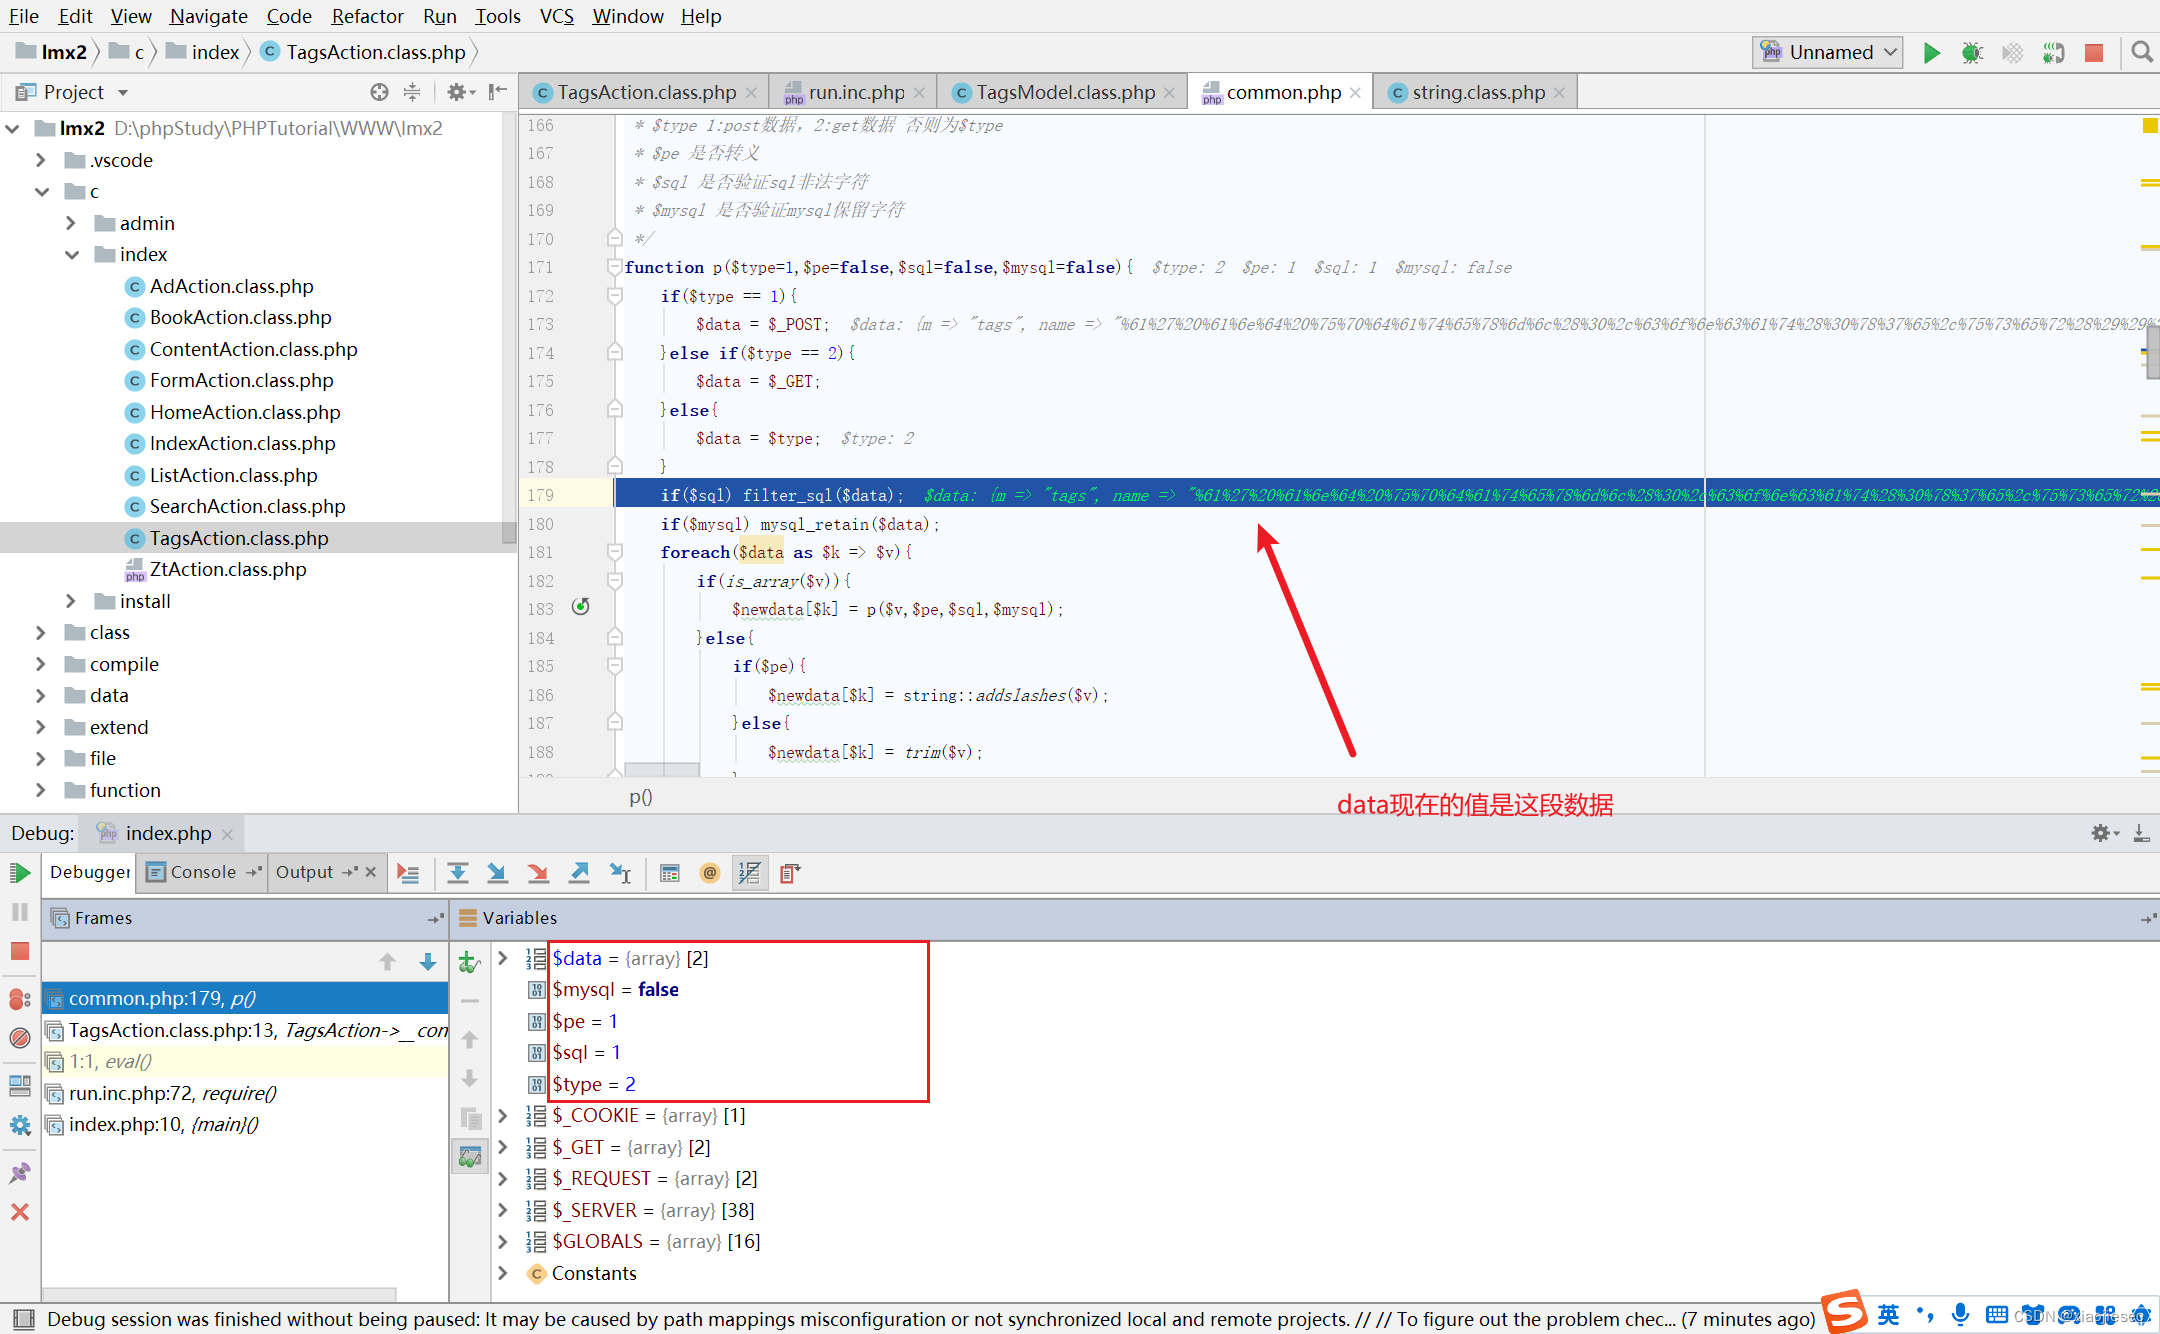 File Edit View Navigate Code Refactor Run Tools VCS Window Help
lmx2 c index TagsAction.class.php
Unnamed
Project
TagsAction.class.php run.inc.php TagsModel.class.php common.php string.class.php
lmx2 D:\phpStudy\PHPTutorial\WWW\lmx2
.vscode
c
admin
index
AdAction.class.php
BookAction.class.php
ContentAction.class.php
FormAction.class.php
HomeAction.class.php
IndexAction.class.php
ListAction.class.php
SearchAction.class.php
TagsAction.class.php
ZtAction.class.php
install
class
compile
data
extend
file
function
166 * $type 1:post数据，2:get数据 否则为$type
167 * $pe 是否转义
168 * $sql 是否验证sql非法字符
169 * $mysql 是否验证mysql保留字符
170 */
171 function p($type=1,$pe=false,$sql=false,$mysql=false){ $type: 2 $pe: 1 $sql: 1 $mysql: false
172 if($type == 1){
173 $data = $_POST; $data: {m => "tags", name => "%61%27%20%61%6e%64%20%75%70%64%61%74%65%78%6d%6c%28%30%2c%63%6f%6e%63%61%74%28%30%78%37%65%2c%75%73%65%72%28%29%29%
174 }else if($type == 2){
175 $data = $_GET;
176 }else{
177 $data = $type; $type: 2
178 }
179 if($sql) filter_sql($data); $data: {m => "tags", name => "%61%27%20%61%6e%64%20%75%70%64%61%74%65%78%6d%6c%28%30%2c%63%6f%6e%63%61%74%28%30%78%37%65%2c%75%73%65%72%28
180 if($mysql) mysql_retain($data);
181 foreach($data as $k => $v){
182 if(is_array($v)){
183 $newdata[$k] = p($v,$pe,$sql,$mysql);
184 }else{
185 if($pe){
186 $newdata[$k] = string::addslashes($v);
187 }else{
188 $newdata[$k] = trim($v);
p()
data现在的值是这段数据
Debug: index.php
Debugger Console Output
Frames
Variables
common.php:179, p()
TagsAction.class.php:13, TagsAction->__con
1:1, eval()
run.inc.php:72, require()
index.php:10, {main}()
$data = {array} [2]
$mysql = false
$pe = 1
$sql = 1
$type = 2
$_COOKIE = {array} [1]
$_GET = {array} [2]
$_REQUEST = {array} [2]
$_SERVER = {array} [38]
$GLOBALS = {array} [16]
Constants
Debug session was finished without being paused: It may be caused by path mappings misconfiguration or not synchronized local and remote projects. // // To figure out the problem chec... (7 minutes ago)
英